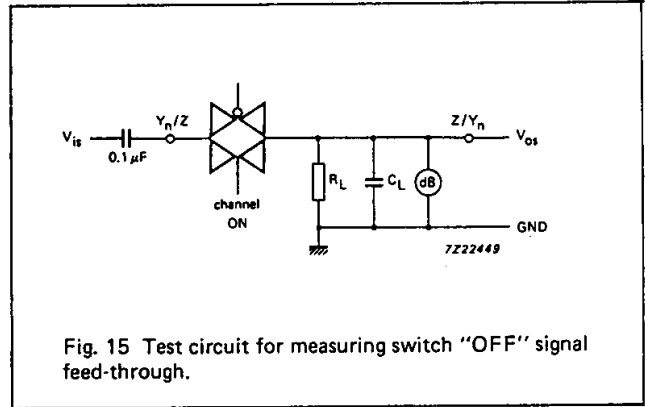 V_is
0.1 µF
Y_n/Z
channel
ON
R_L
C_L
dB
Z/Y_n
V_os
GND
7Z22449
Fig. 15 Test circuit for measuring switch "OFF" signal
feed-through.